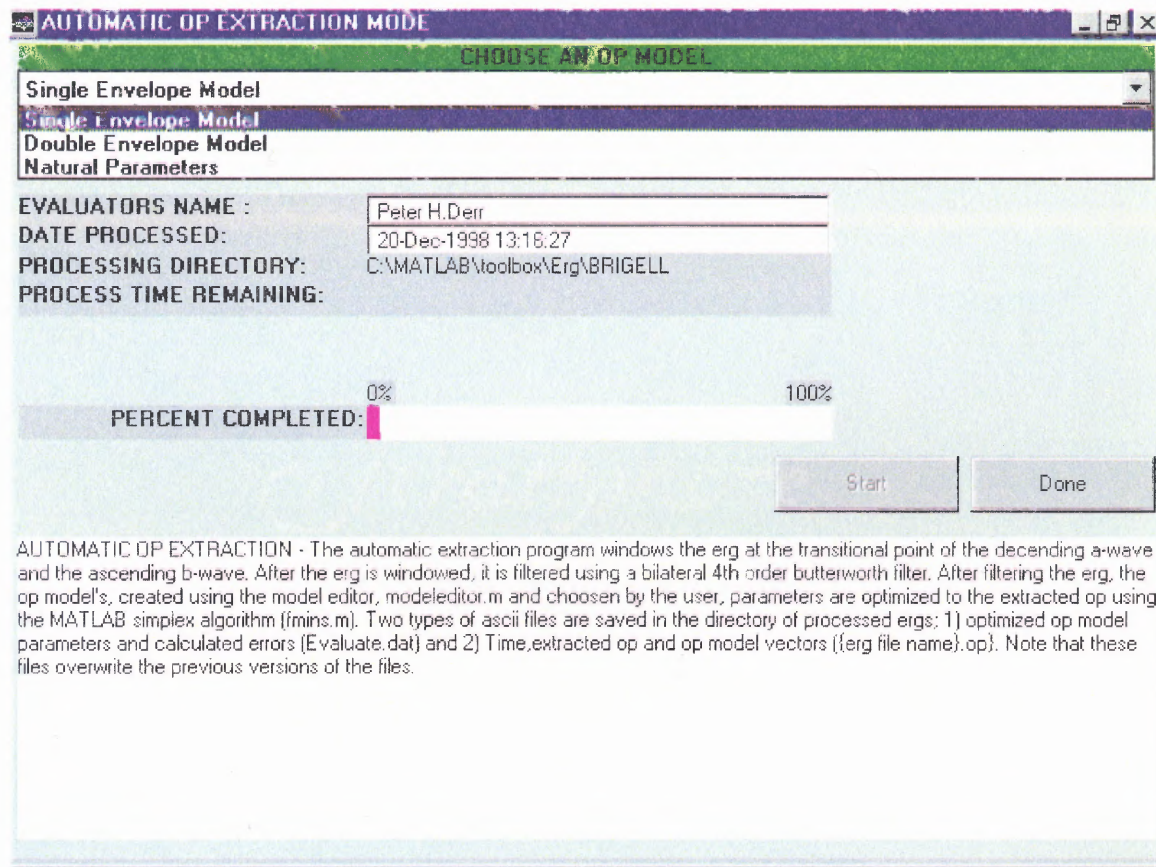 AUTOMATIC OP EXTRACTION MODE
CHOOSE AN OP MODEL
Single Envelope Model
Single Envelope Model
Double Envelope Model
Natural Parameters
EVALUATORS NAME : Peter H.Derr
DATE PROCESSED: 20-Dec-1998 13:16:27
PROCESSING DIRECTORY: C:\MATLAB\toolbox\Erg\BRIGELL
PROCESS TIME REMAINING:
0% 100%
PERCENT COMPLETED:
Start Done
AUTOMATIC OP EXTRACTION - The automatic extraction program windows the erg at the transitional point of the decending a-wave
and the ascending b-wave. After the erg is windowed, it is filtered using a bilateral 4th order butterworth filter. After filtering the erg, the
op model's, created using the model editor, modeleditor.m and choosen by the user, parameters are optimized to the extracted op using
the MATLAB simplex algorithm (fmins.m). Two types of ascii files are saved in the directory of processed ergs; 1) optimized op model
parameters and calculated errors (Evaluate.dat) and 2) Time,extracted op and op model vectors ({erg file name}.op}. Note that these
files overwrite the previous versions of the files.